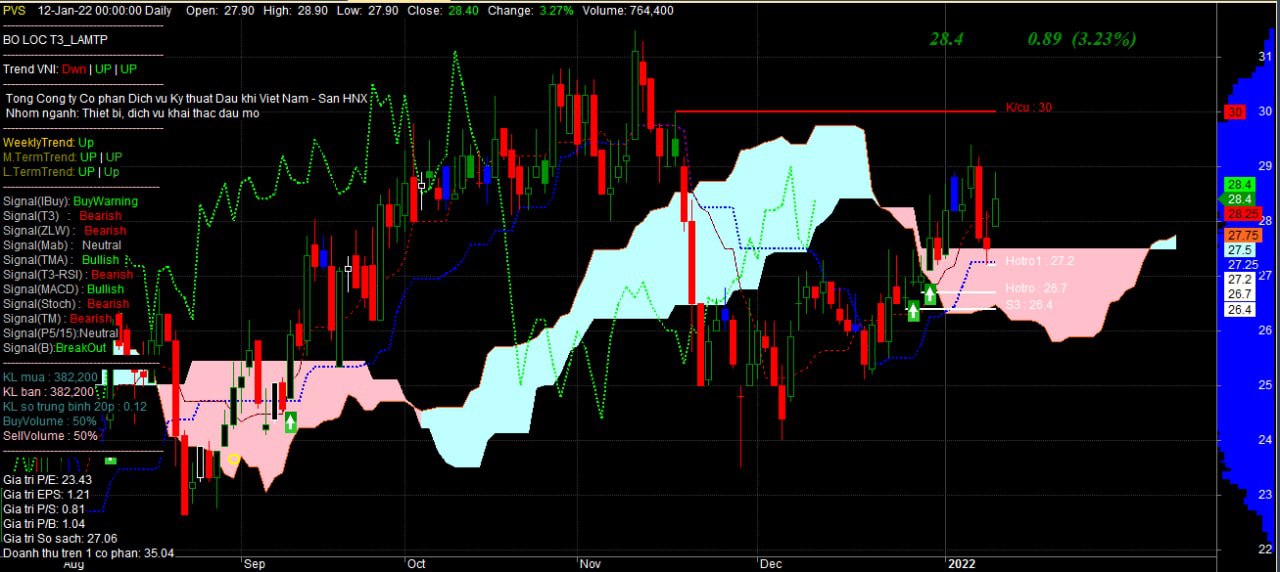 PVS 12-Jan-22 00:00:00 Daily Open: 27.90 High: 28.90 Low: 27.90 Close: 28.40 Change: 3.27% Volume: 764,400
BO LOC T3_LAMTP
28.4 0.89 (3.23%)
Trend VNI: Dwn | UP | UP
Tong Cong ty Co phan Dich vu Ky thuat Dau khi Viet Nam - San HNX
Nhom nganh: Thiet bi, dich vu khai thac dau mo
WeeklyTrend: Up
M.TermTrend: UP | UP
L.TermTrend: UP | Up
Signal(IBuy): BuyWarning
Signal(T3) : Bearish
Signal(ZLW) : Bearish
Signal(Mab) : Neutral
Signal(TMA) : Bullish
Signal(T3-RSI) : Bearish
Signal(MACD) : Bullish
Signal(Stoch) : Bearish
Signal(TM) : Bearish
Signal(P5/15):Neutral
Signal(B):BreakOut
KL mua : 382,200
KL ban : 382,200
KL so trung binh 20p : 0.12
BuyVolume : 50%
SellVolume : 50%
Gia tri P/E: 23.43
Gia tri EPS: 1.21
Gia tri P/S: 0.81
Gia tri P/B: 1.04
Gia tri So sach: 27.06
Doanh thu tren 1 co phan: 35.04
K/cu : 30
Hotro1 : 27.2
Hotro : 26.7
S3 : 26.4
31
30
30
29
28.4
28.4
28.25
28
27.75
27.5
27.25
27
27.2
26.7
26.4
26
25
24
23
22
Aug Sep Oct Nov Dec 2022